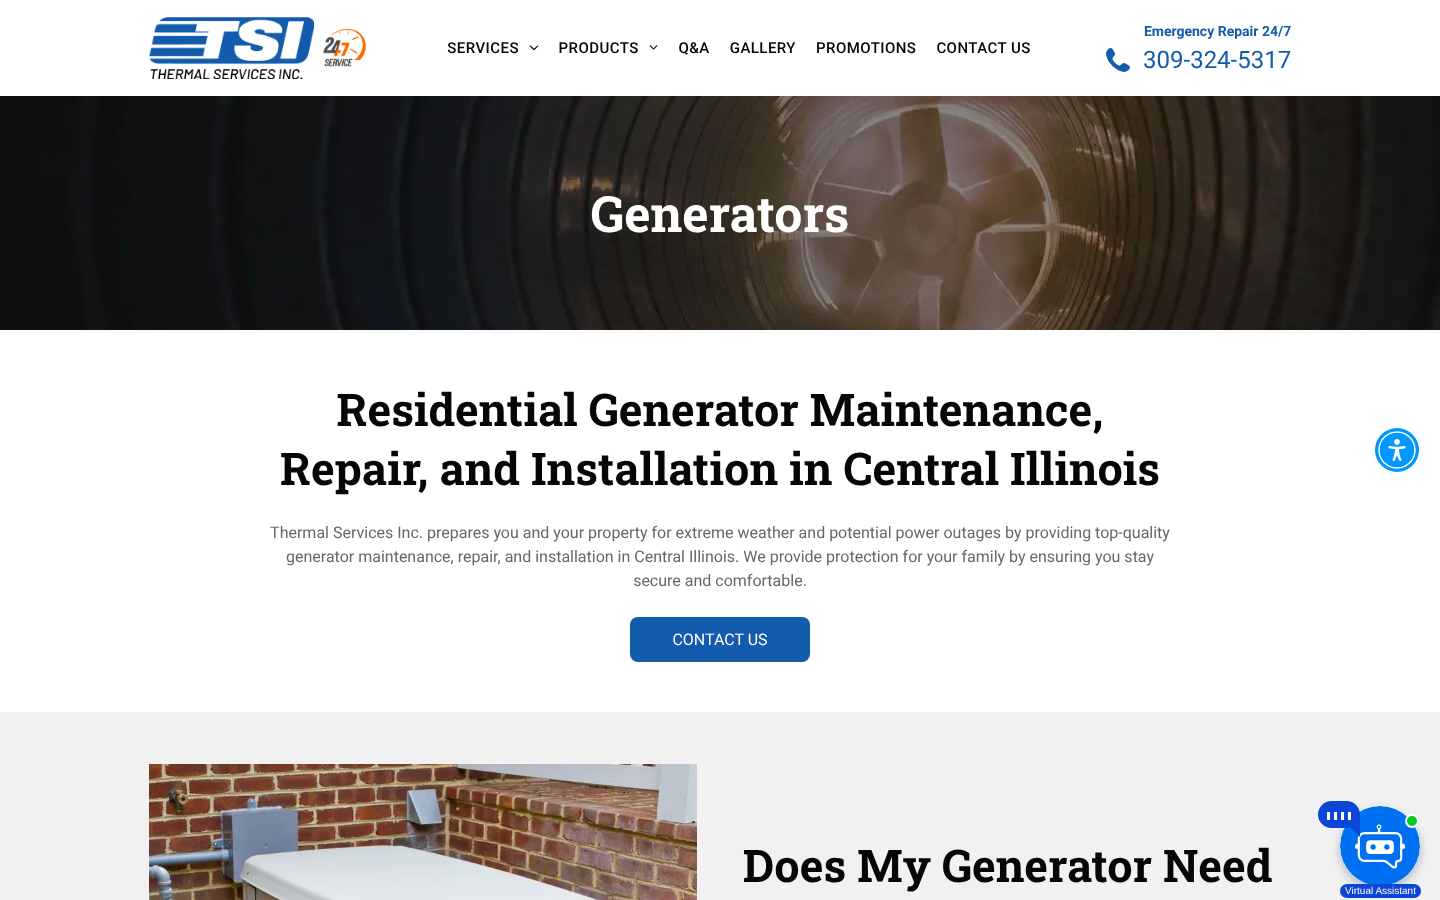 TSI
THERMAL SERVICES INC.
24/7
SERVICE
SERVICES
PRODUCTS
Q&A
GALLERY
PROMOTIONS
CONTACT US
Emergency Repair 24/7
309-324-5317
Generators
Residential Generator Maintenance,
Repair, and Installation in Central Illinois
Thermal Services Inc. prepares you and your property for extreme weather and potential power outages by providing top-quality
generator maintenance, repair, and installation in Central Illinois. We provide protection for your family by ensuring you stay
secure and comfortable.
CONTACT US
Does My Generator Need
Virtual Assistant